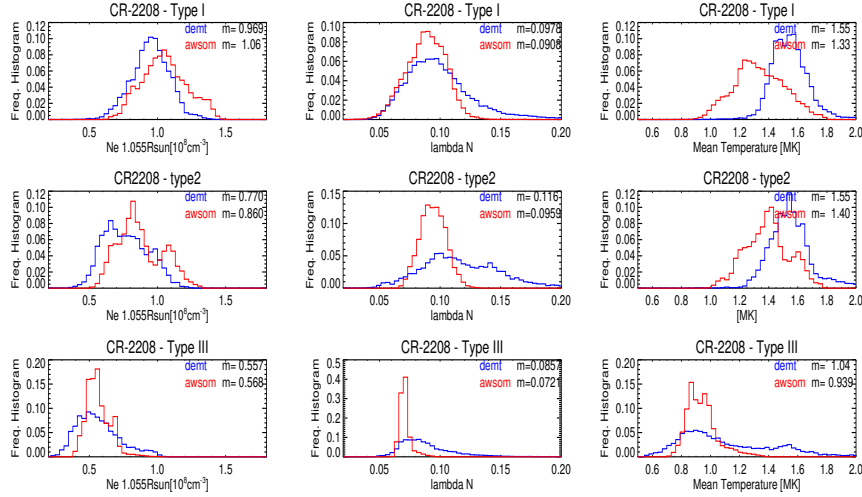 CR-2208 - Type I
demt m=0.969
awsom m= 1.06
Freq. Histogram
0.12
0.10
0.08
0.06
0.04
0.02
0.00
0.5 1.0 1.5
Ne 1.055Rsun[10^8cm^-3]
CR-2208 - Type I
demt m=0.0978
awsom m=0.0908
Freq. Histogram
0.10
0.08
0.06
0.04
0.02
0.00
0.05 0.10 0.15 0.20
lambda N
CR-2208 - Type I
demt m= 1.55
awsom m= 1.33
Freq. Histogram
0.12
0.10
0.08
0.06
0.04
0.02
0.00
0.6 0.8 1.0 1.2 1.4 1.6 1.8 2.0
Mean Temperature [MK]
CR2208 - type2
demt m= 0.770
awsom m= 0.860
Freq. Histogram
0.12
0.10
0.08
0.06
0.04
0.02
0.00
0.5 1.0 1.5
Ne 1.055Rsun[10^8cm^-3]
CR2208 - type2
demt m= 0.116
awsom m=0.0959
Freq. Histogram
0.15
0.10
0.05
0.00
0.05 0.10 0.15 0.20
lambda N
CR2208 - type2
demt m= 1.55
awsom m= 1.40
Freq. Histogram
0.12
0.10
0.08
0.06
0.04
0.02
0.00
0.6 0.8 1.0 1.2 1.4 1.6 1.8 2.0
[MK]
CR-2208 - Type III
demt m= 0.557
awsom m= 0.568
Freq. Histogram
0.20
0.15
0.10
0.05
0.00
0.5 1.0 1.5
Ne 1.055Rsun[10^8cm^-3]
CR-2208 - Type III
demt m=0.0857
awsom m=0.0721
Freq. Histogram
0.5
0.4
0.3
0.2
0.1
0.0
0.05 0.10 0.15 0.20
lambda N
CR-2208 - Type III
demt m= 1.04
awsom m= 0.939
Freq. Histogram
0.20
0.15
0.10
0.05
0.00
0.6 0.8 1.0 1.2 1.4 1.6 1.8 2.0
Mean Temperature [MK]